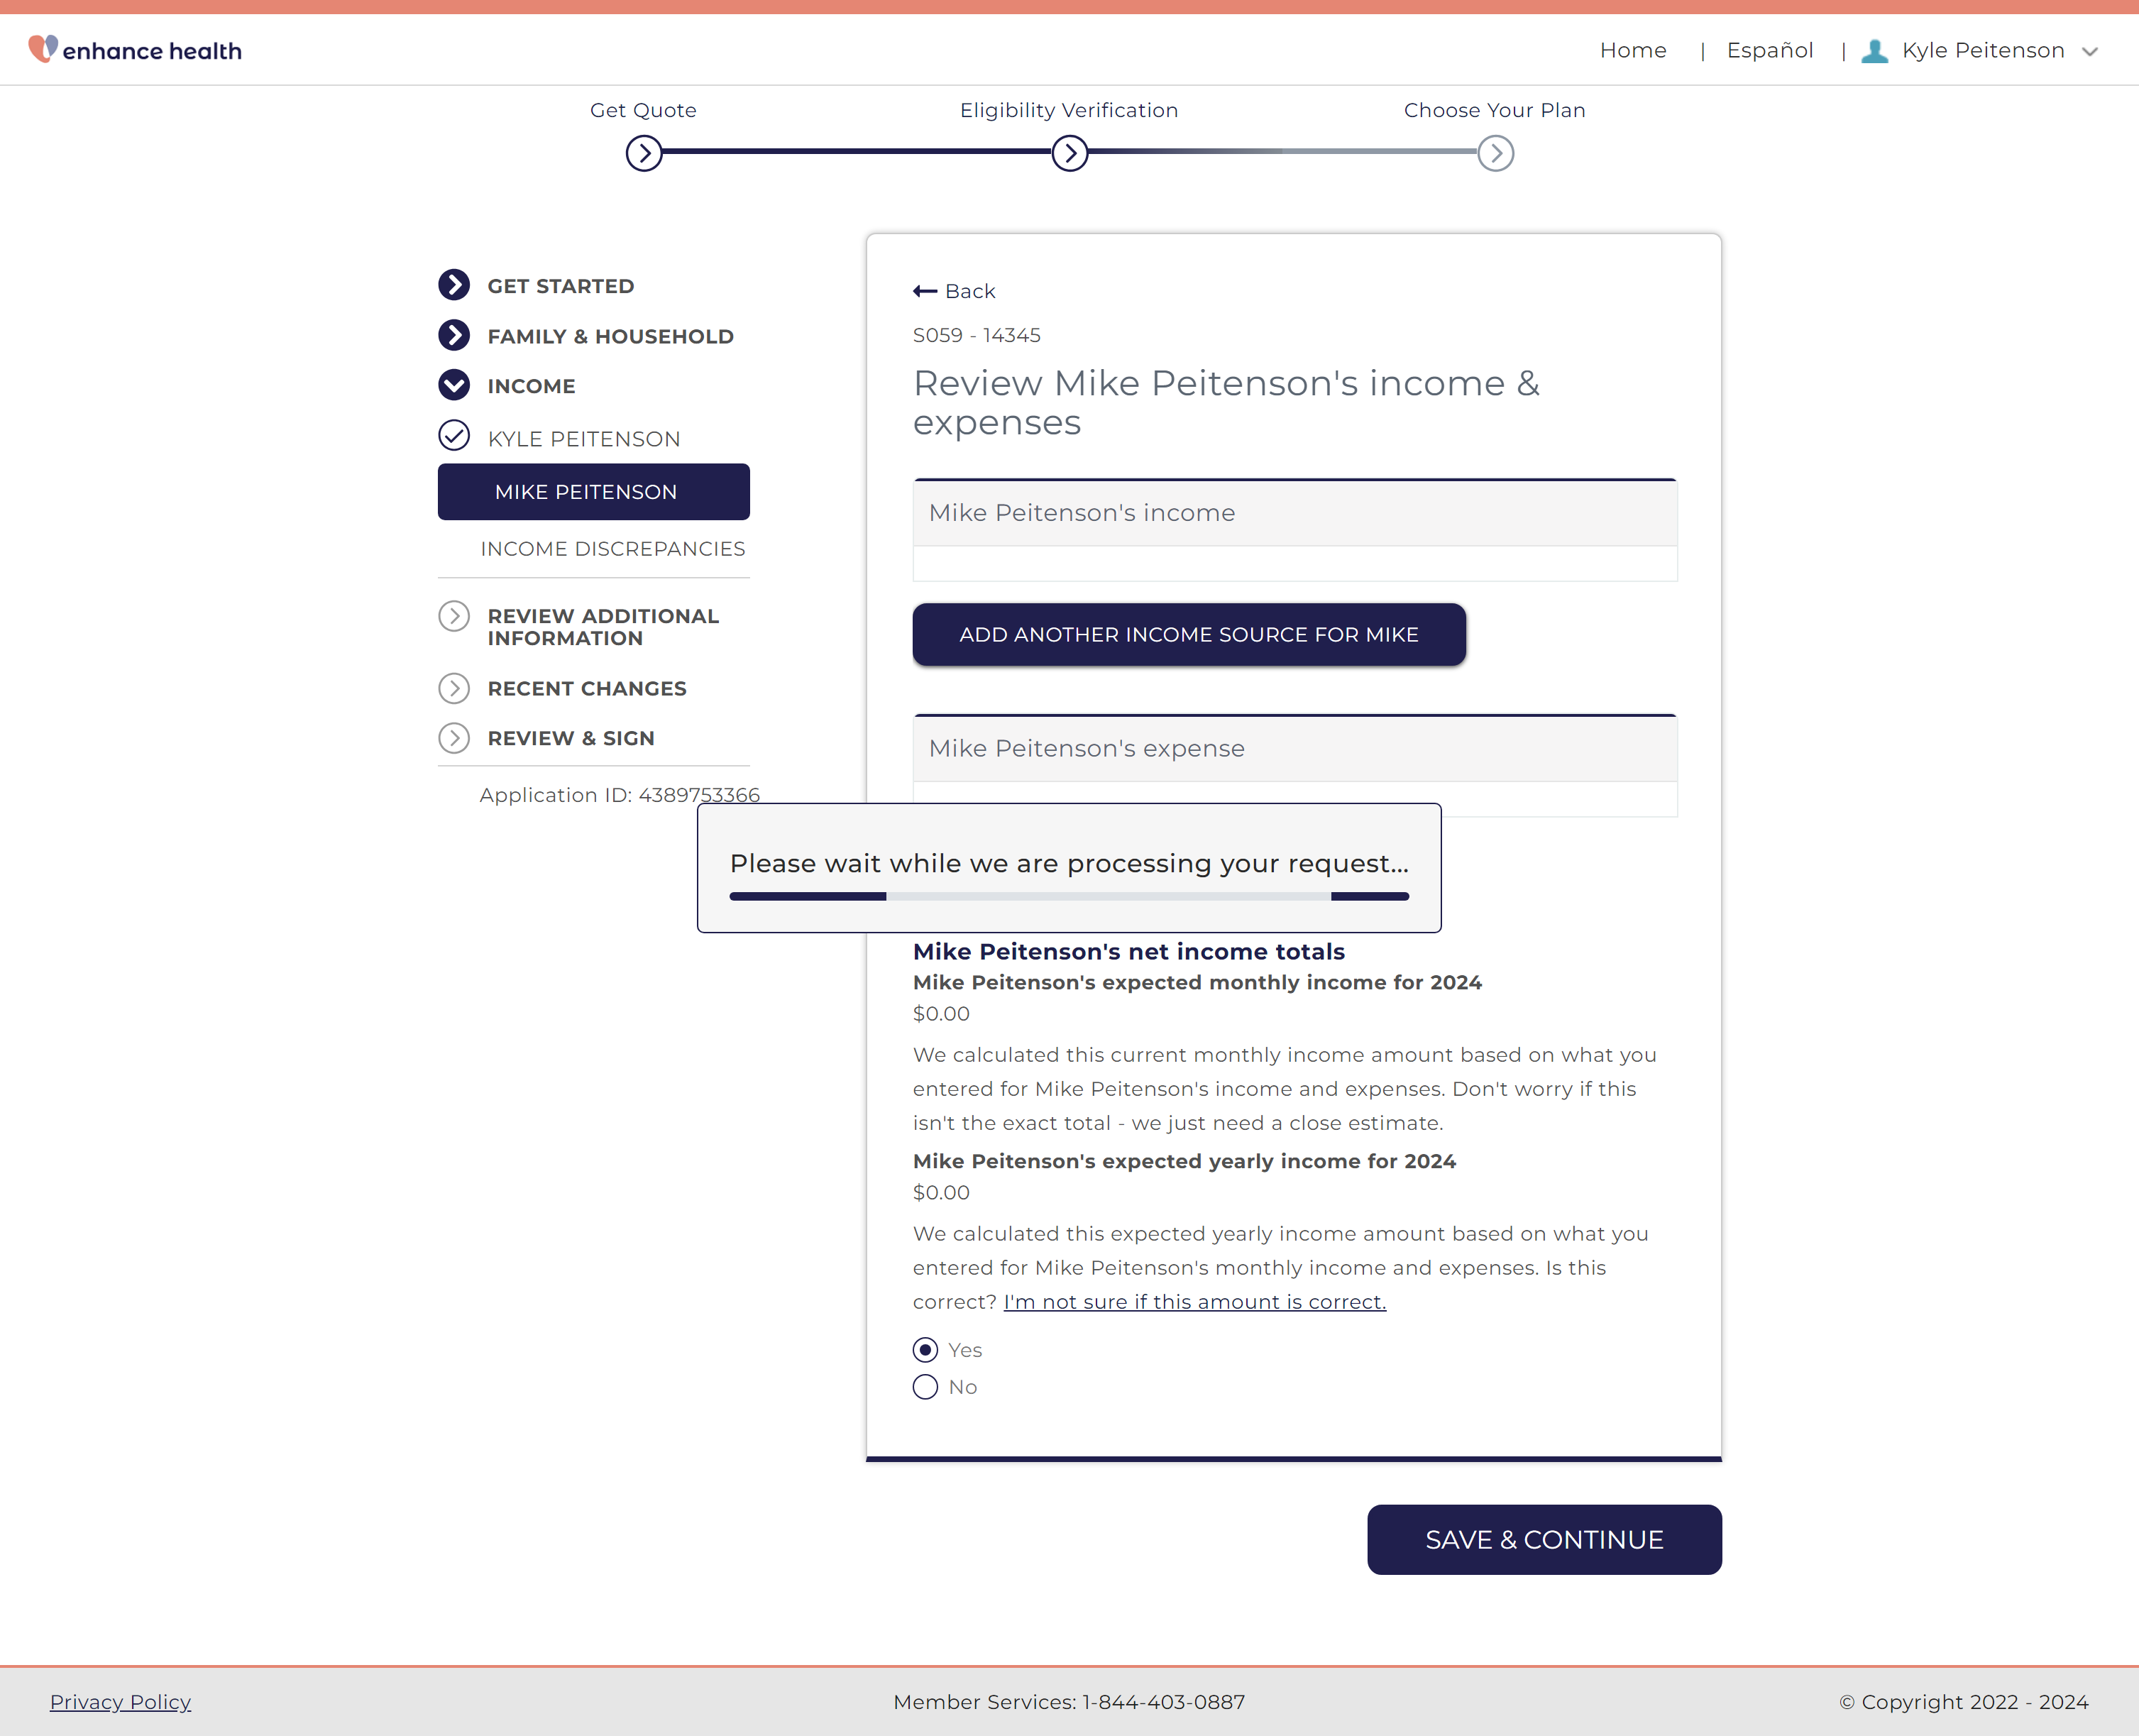 enhance health
Home | Español | Kyle Peitenson
Get Quote
Eligibility Verification
Choose Your Plan
GET STARTED
FAMILY & HOUSEHOLD
INCOME
KYLE PEITENSON
MIKE PEITENSON
INCOME DISCREPANCIES
REVIEW ADDITIONAL
INFORMATION
RECENT CHANGES
REVIEW & SIGN
Application ID: 4389753366
Back
S059 - 14345
Review Mike Peitenson's income &
expenses
Mike Peitenson's income
ADD ANOTHER INCOME SOURCE FOR MIKE
Mike Peitenson's expense
Please wait while we are processing your request...
Mike Peitenson's net income totals
Mike Peitenson's expected monthly income for 2024
$0.00
We calculated this current monthly income amount based on what you
entered for Mike Peitenson's income and expenses. Don't worry if this
isn't the exact total - we just need a close estimate.
Mike Peitenson's expected yearly income for 2024
$0.00
We calculated this expected yearly income amount based on what you
entered for Mike Peitenson's monthly income and expenses. Is this
correct? I'm not sure if this amount is correct.
Yes
No
SAVE & CONTINUE
Privacy Policy
Member Services: 1-844-403-0887
© Copyright 2022 - 2024